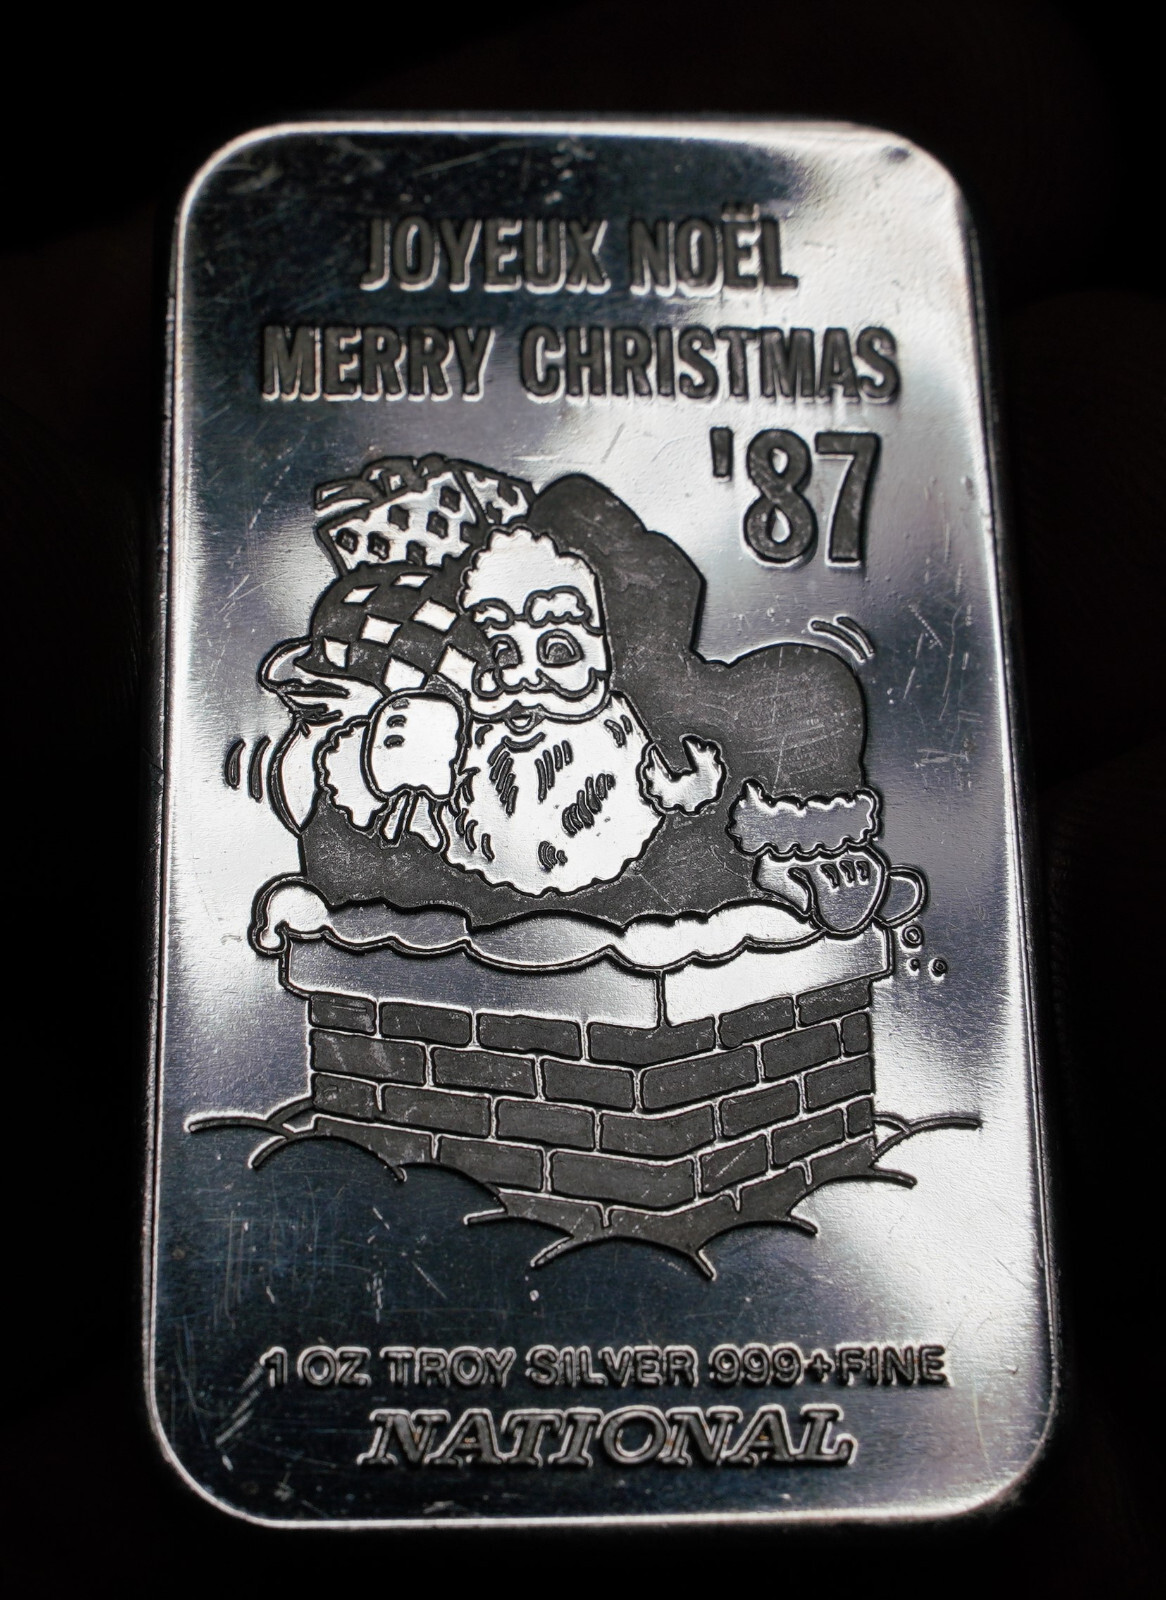 JOYEUX NOËL
MERRY CHRISTMAS
'87
1 OZ TROY SILVER 999+FINE
NATIONAL